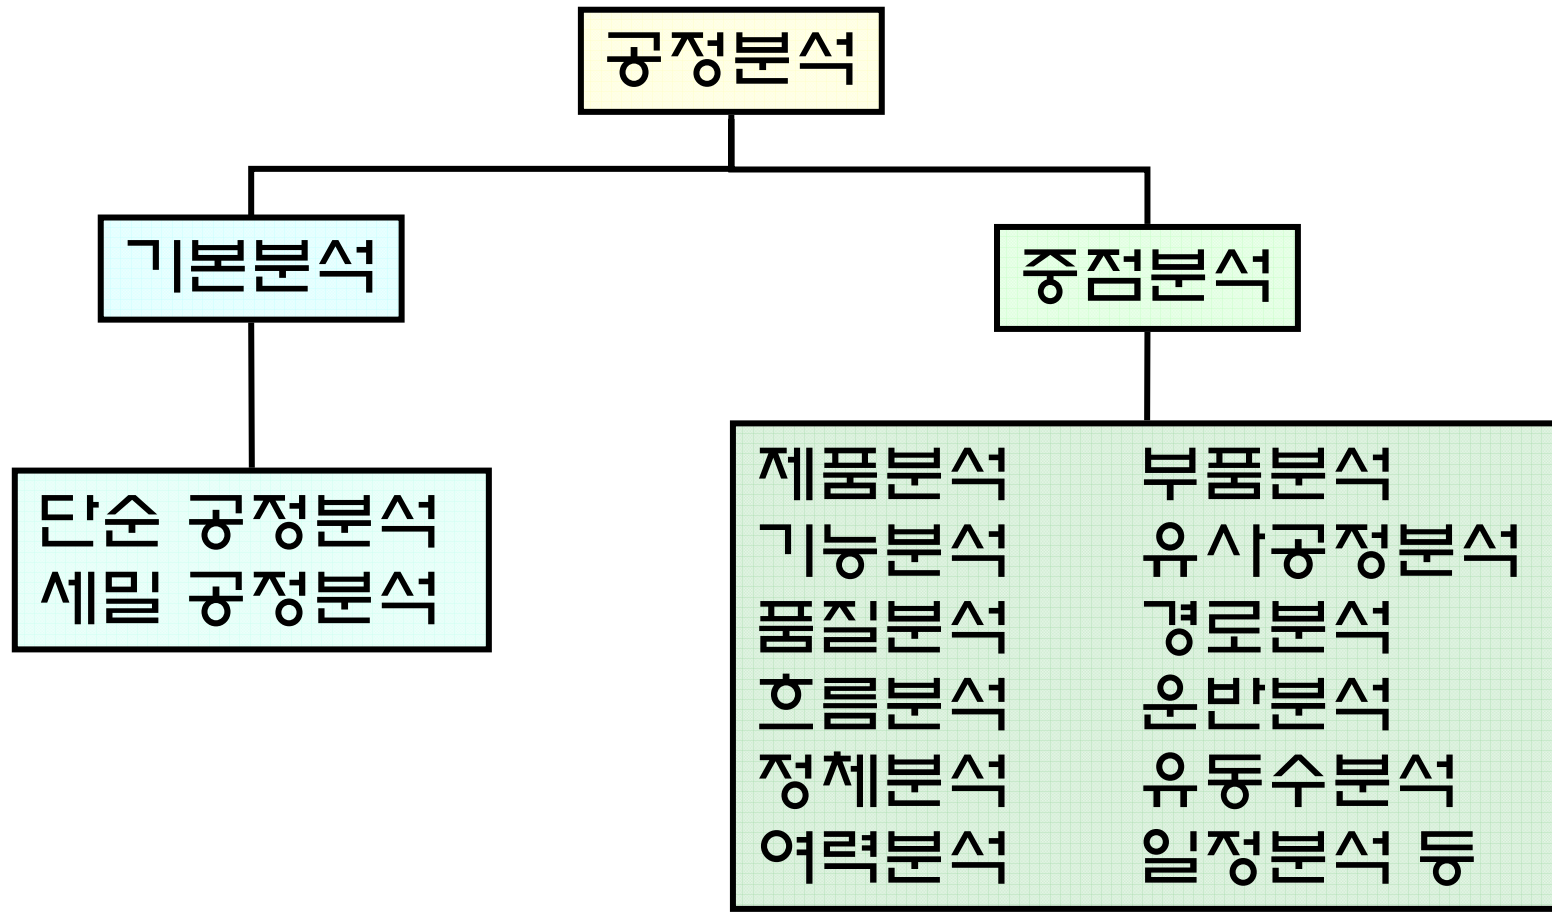 공정분석
기본분석
중점분석
단순 공정분석
세밀 공정분석
제품분석 부품분석
기능분석 유사공정분석
품질분석 경로분석
흐름분석 운반분석
정체분석 유동수분석
여력분석 일정분석 등